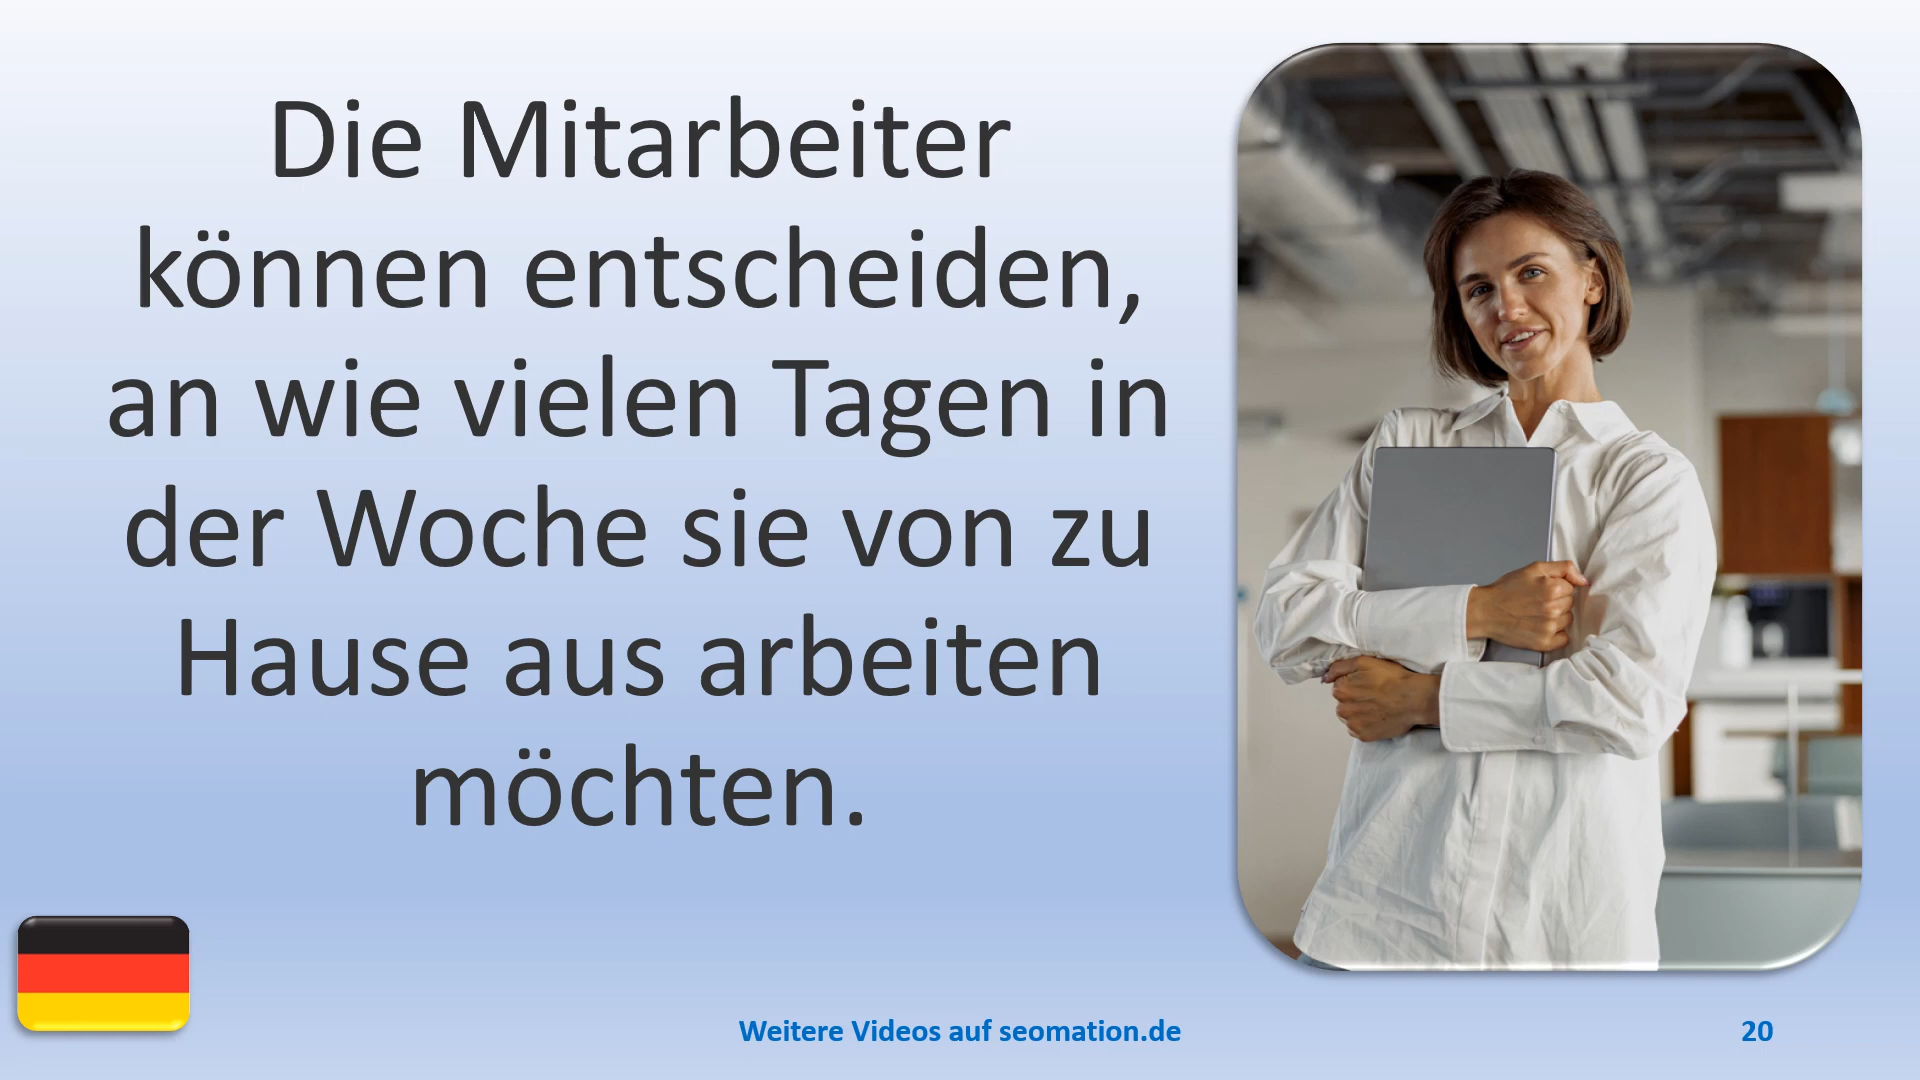 Die Mitarbeiter
können entscheiden,
an wie vielen Tagen in
der Woche sie von zu
Hause aus arbeiten
möchten.
Weitere Videos auf seomation.de
20